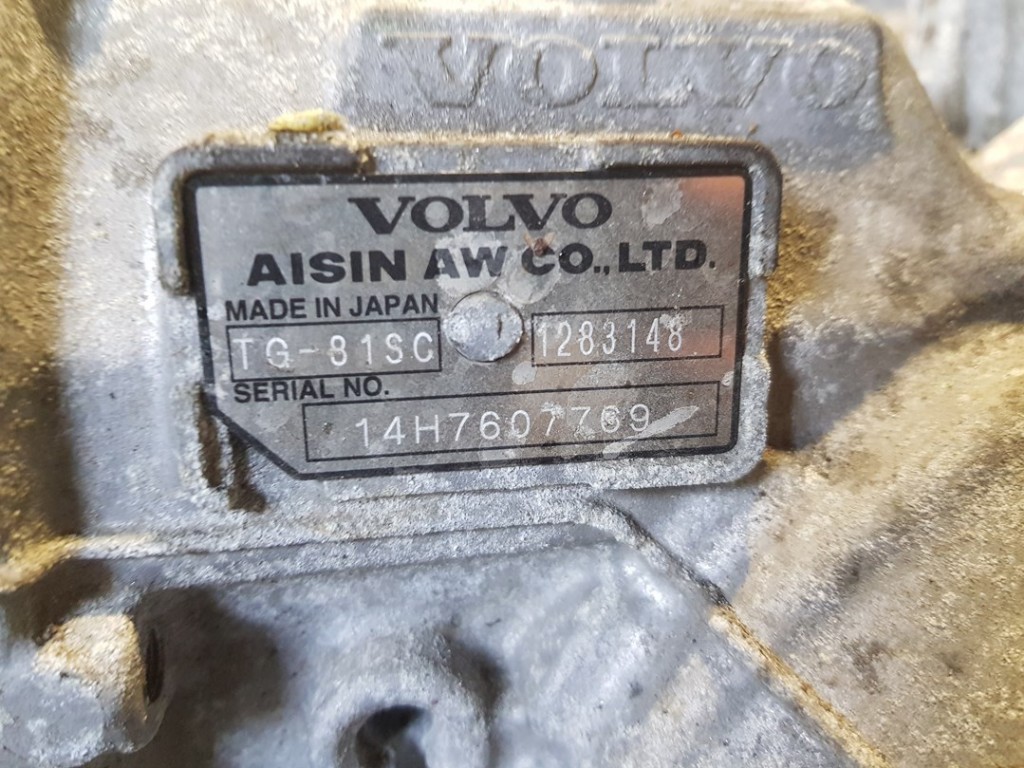 VOLVO
VOLVO
AISIN AW CO., LTD.
MADE IN JAPAN
TG-81SC 1283148
SERIAL NO.
14H7607769